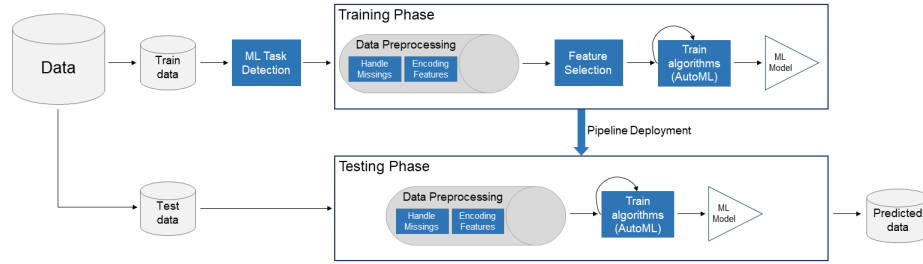 Training Phase
Data
Train
data
ML Task
Detection
Data Preprocessing
Handle
Missings
Encoding
Features
Feature
Selection
Train
algorithms
(AutoML)
ML
Model
Pipeline Deployment
Testing Phase
Test
data
Data Preprocessing
Handle
Missings
Encoding
Features
Train
algorithms
(AutoML)
ML
Model
Predicted
data